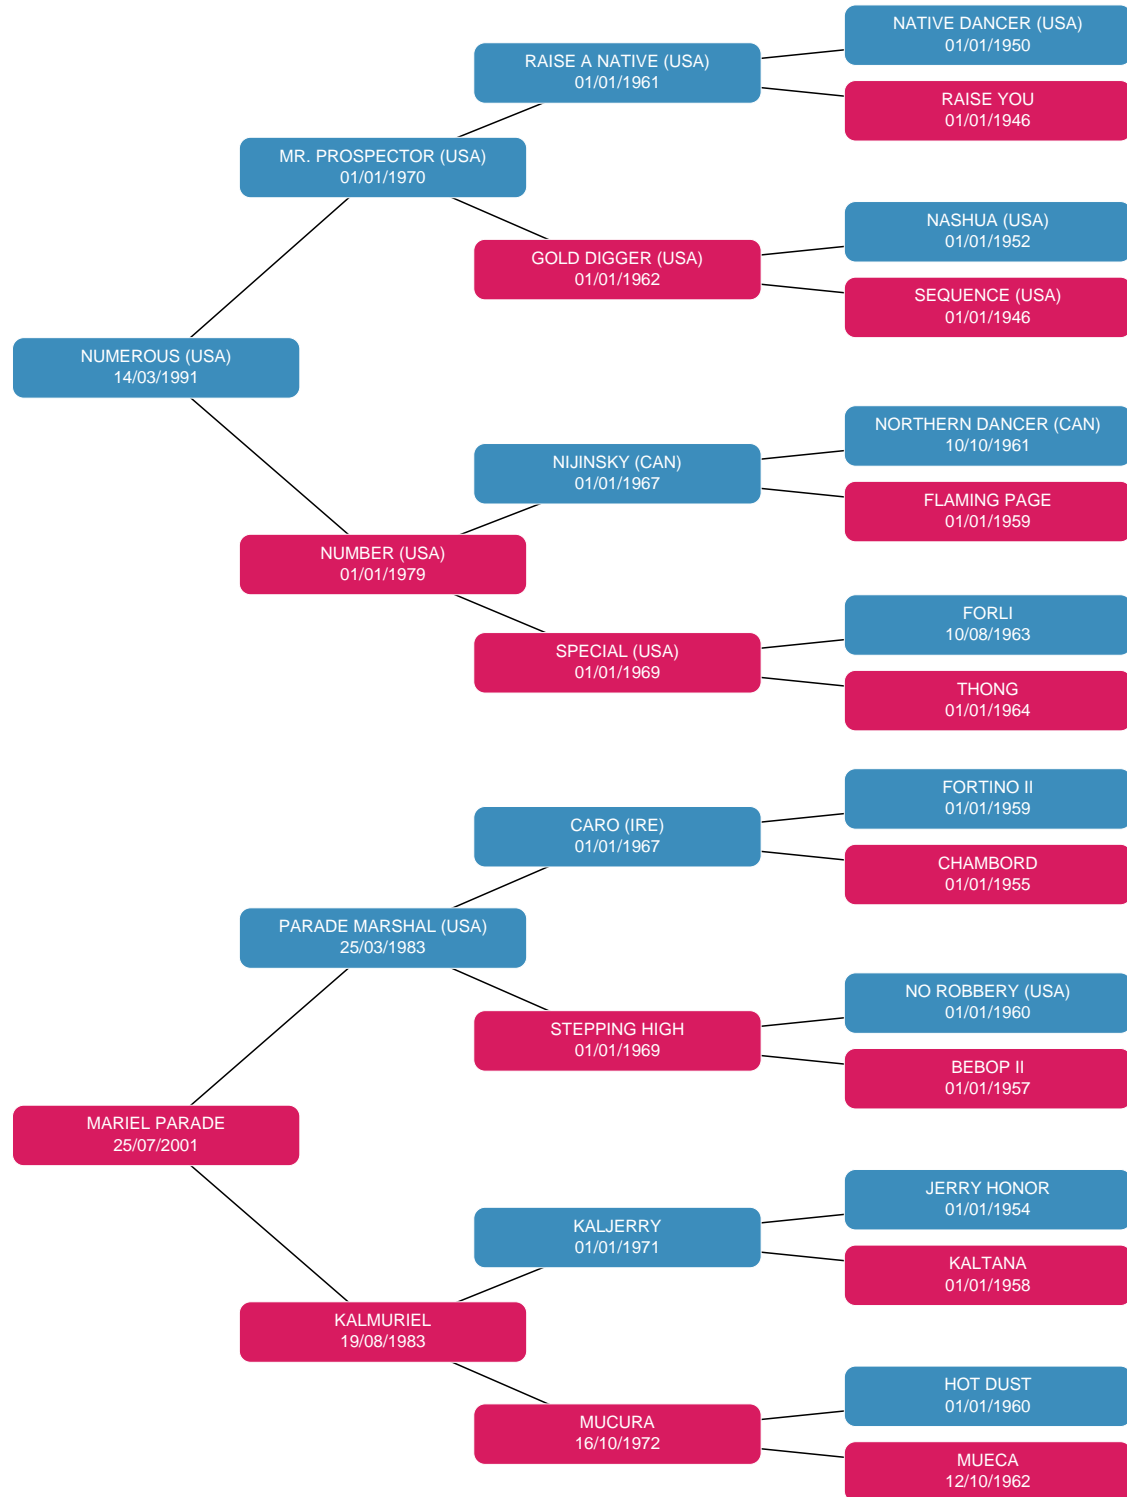 NATIVE DANCER (USA)
01/01/1950
RAISE A NATIVE (USA)
01/01/1961
RAISE YOU
01/01/1946
MR. PROSPECTOR (USA)
01/01/1970
NASHUA (USA)
01/01/1952
GOLD DIGGER (USA)
01/01/1962
SEQUENCE (USA)
01/01/1946
NUMEROUS (USA)
14/03/1991
NORTHERN DANCER (CAN)
10/10/1961
NIJINSKY (CAN)
01/01/1967
FLAMING PAGE
01/01/1959
NUMBER (USA)
01/01/1979
FORLI
10/08/1963
SPECIAL (USA)
01/01/1969
THONG
01/01/1964
FORTINO II
01/01/1959
CARO (IRE)
01/01/1967
CHAMBORD
01/01/1955
PARADE MARSHAL (USA)
25/03/1983
NO ROBBERY (USA)
01/01/1960
STEPPING HIGH
01/01/1969
BEBOP II
01/01/1957
MARIEL PARADE
25/07/2001
JERRY HONOR
01/01/1954
KALJERRY
01/01/1971
KALTANA
01/01/1958
KALMURIEL
19/08/1983
HOT DUST
01/01/1960
MUCURA
16/10/1972
MUECA
12/10/1962